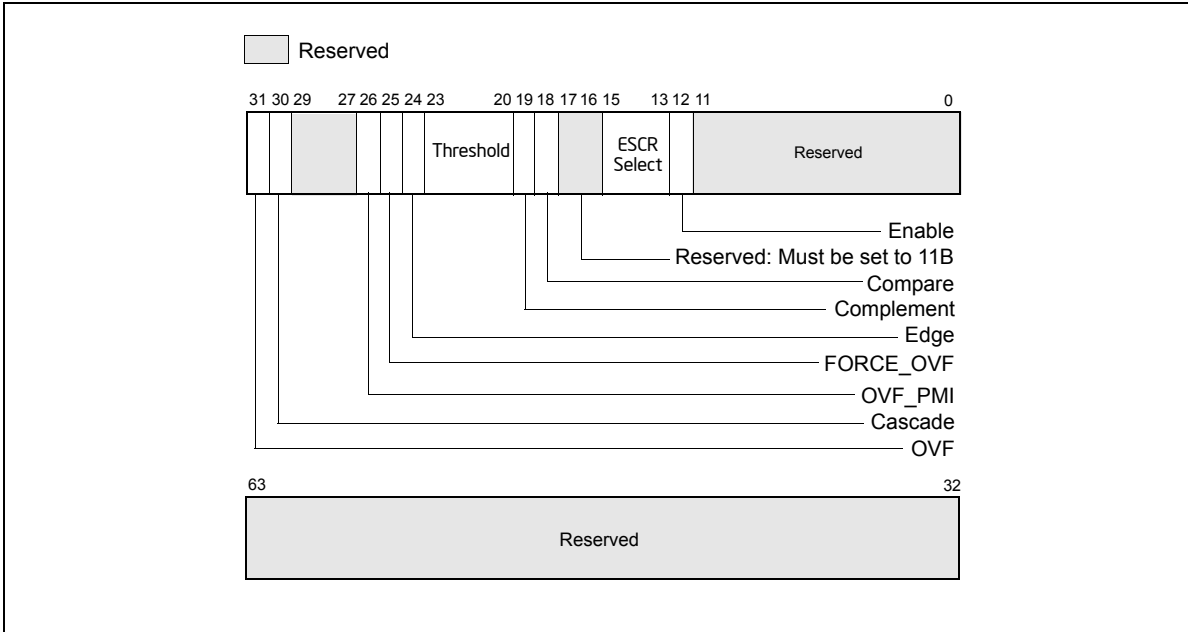 Reserved
31 30 29 27 26 25 24 23 20 19 18 17 16 15 13 12 11 0
Threshold
ESCR
Select
Reserved
Enable
Reserved: Must be set to 11B
Compare
Complement
Edge
FORCE_OVF
OVF_PMI
Cascade
OVF
63 32
Reserved